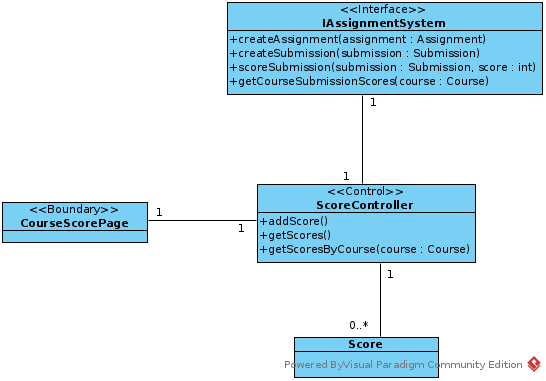 <<Interface>>
IAssignmentSystem
+createAssignment(assignment : Assignment)
+createSubmission(submission : Submission)
+scoreSubmission(submission : Submission, score : int)
+getCourseSubmissionScores(course : Course)
1
1
<<Boundary>>
CourseScorePage
1
1
<<Control>>
ScoreController
+addScore()
+getScores()
+getScoresByCourse(course : Course)
1
0..*
Score
Powered ByVisual Paradigm Community Edition